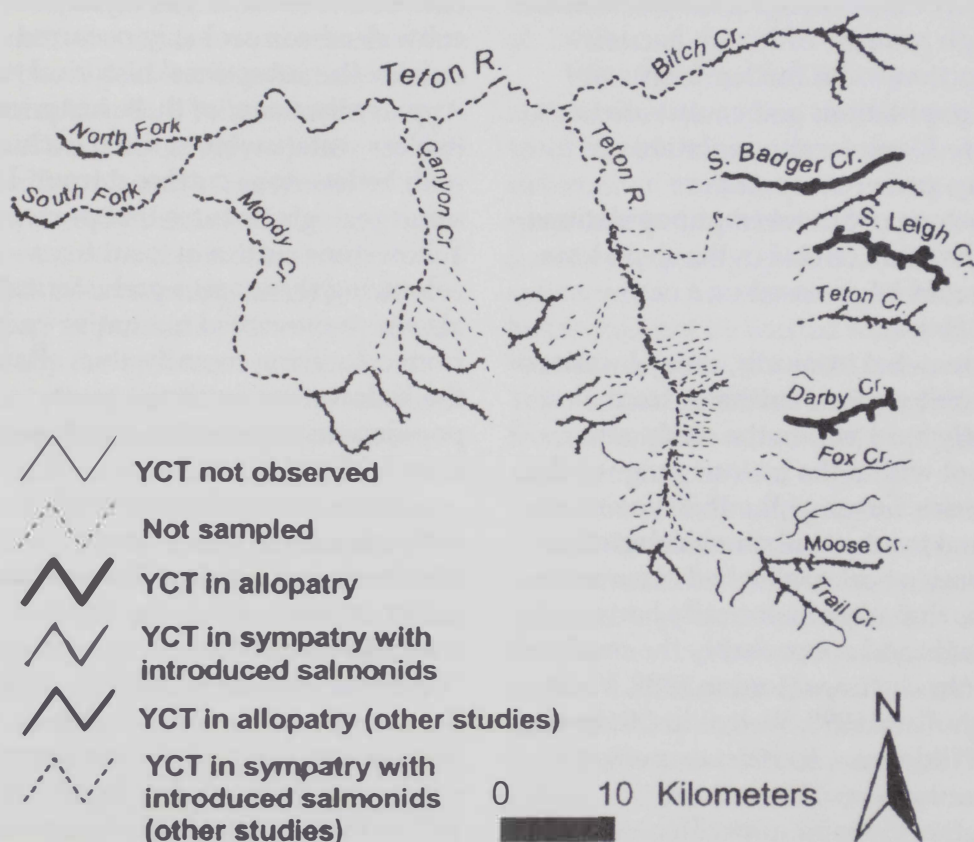 Bitch Cr.
Teton R.
North Fork
South Fork
Canyon Cr.
Moody C.
Teton R.
S. Badger Cr.
S. Leigh Cr.
Teton Cr.
Darby Cr.
Fox Cr.
Moose Cr.
Trail Cr.
YCT not observed
Not sampled
YCT in allopatry
YCT in sympatry with
introduced salmonids
YCT in allopatry (other studies)
YCT in sympatry with
introduced salmonids
(other studies)
N
0 10 Kilometers